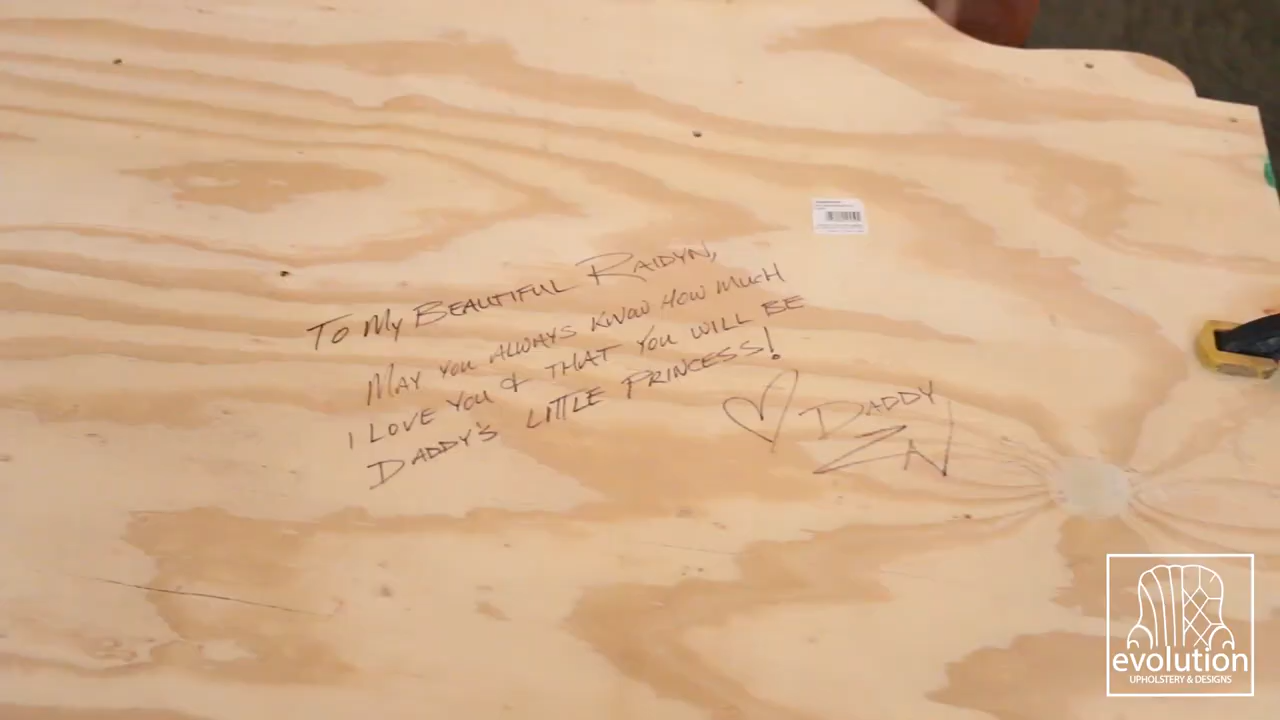 To My Beautiful Raidyn,
May you always know how much
I love you & that you will be
Daddy's little princess!
♡ Daddy
ZN
evolution
UPHOLSTERY & DESIGNS